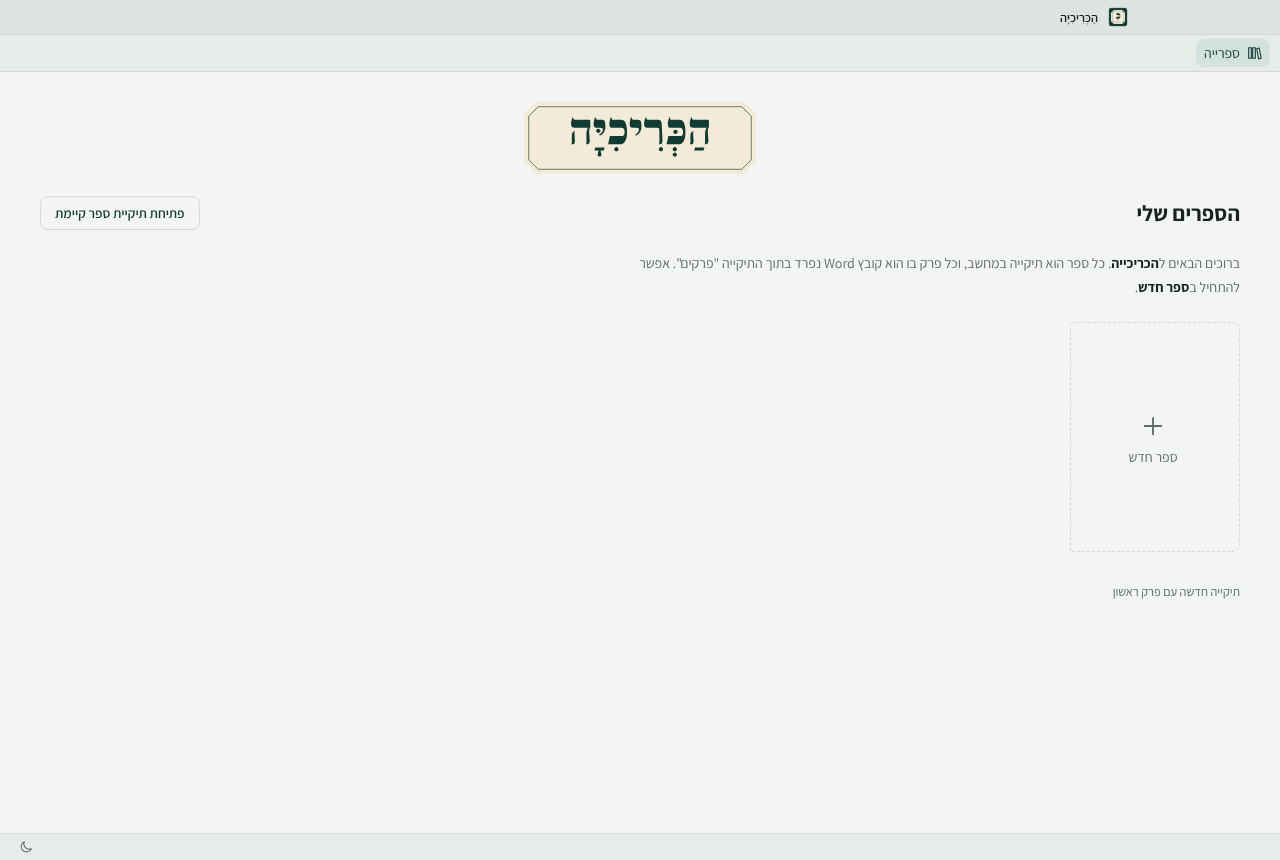 הכריכיה
ספרייה
הַכְּרִיכִיָּה
הספרים שלי
פתיחת תיקיית ספר קיימת
ברוכים הבאים להכריכייה. כל ספר הוא תיקייה במחשב, וכל פרק בו הוא קובץ Word נפרד בתוך התיקייה "פרקים". אפשר
להתחיל בספר חדש.
ספר חדש
תיקייה חדשה עם פרק ראשון